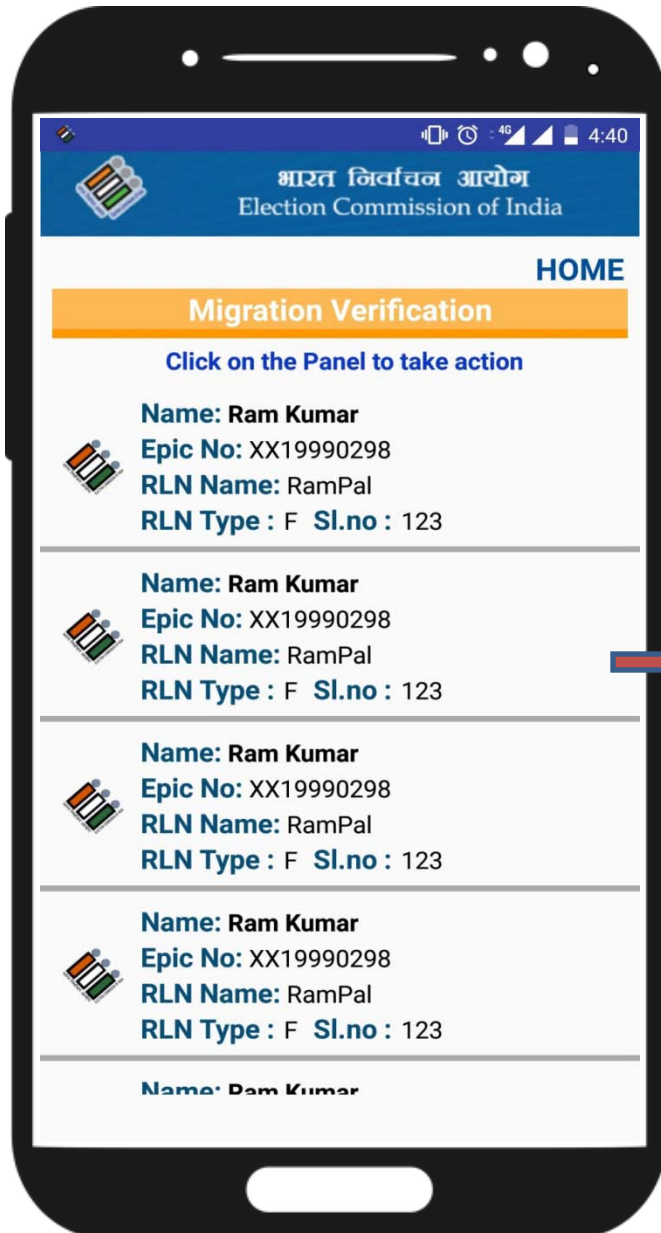 4G 4:40
भारत निर्वाचन आयोग
Election Commission of India
HOME
Migration Verification
Click on the Panel to take action
Name: Ram Kumar
Epic No: XX19990298
RLN Name: RamPal
RLN Type : F Sl.no : 123
Name: Ram Kumar
Epic No: XX19990298
RLN Name: RamPal
RLN Type : F Sl.no : 123
Name: Ram Kumar
Epic No: XX19990298
RLN Name: RamPal
RLN Type : F Sl.no : 123
Name: Ram Kumar
Epic No: XX19990298
RLN Name: RamPal
RLN Type : F Sl.no : 123
Name: Ram Kumar